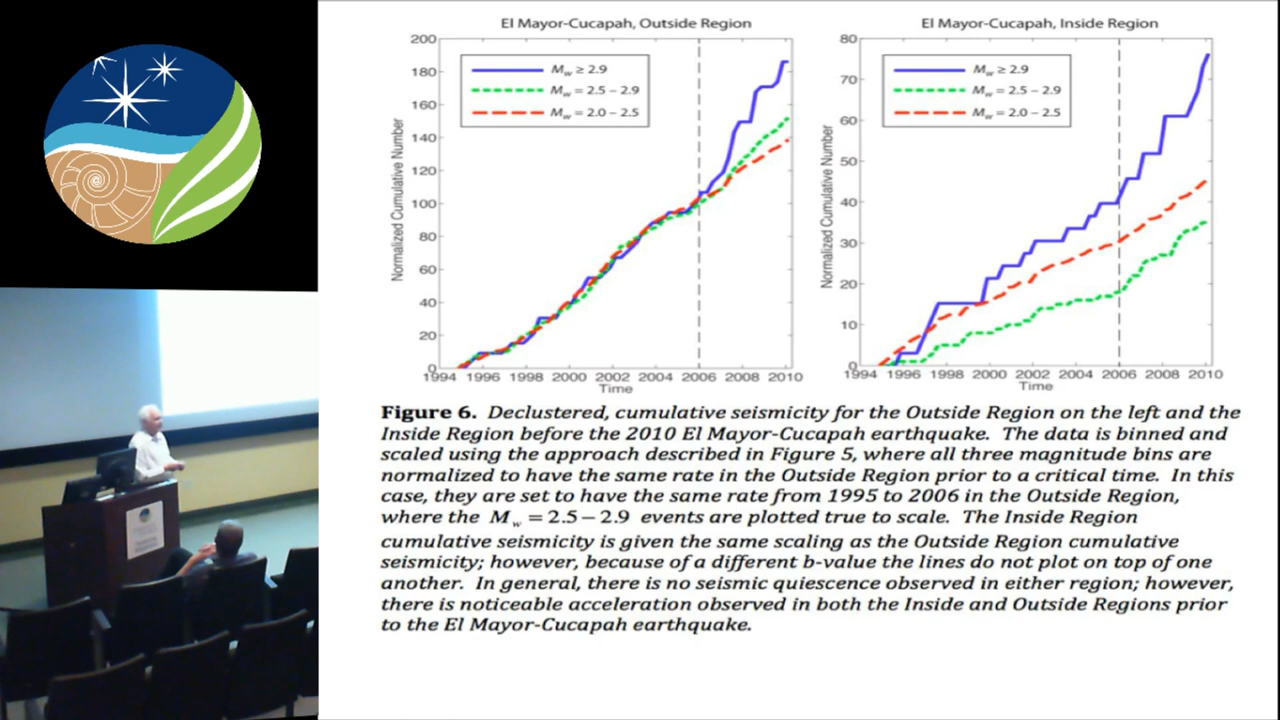 El Mayor-Cucapah, Outside Region
200
180
160
140
120
100
80
60
40
20
0
Normalized Cumulative Number
Mw ≥ 2.9
Mw = 2.5 – 2.9
Mw = 2.0 – 2.5
1994 1996 1998 2000 2002 2004 2006 2008 2010
Time
El Mayor-Cucapah, Inside Region
80
70
60
50
40
30
20
10
0
Normalized Cumulative Number
Mw ≥ 2.9
Mw = 2.5 – 2.9
Mw = 2.0 – 2.5
1994 1996 1998 2000 2002 2004 2006 2008 2010
Time
Figure 6. Declustered, cumulative seismicity for the Outside Region on the left and the
Inside Region before the 2010 El Mayor-Cucapah earthquake. The data is binned and
scaled using the approach described in Figure 5, where all three magnitude bins are
normalized to have the same rate in the Outside Region prior to a critical time. In this
case, they are set to have the same rate from 1995 to 2006 in the Outside Region,
where the Mw = 2.5 – 2.9 events are plotted true to scale. The Inside Region
cumulative seismicity is given the same scaling as the Outside Region cumulative
seismicity; however, because of a different b-value the lines do not plot on top of one
another. In general, there is no seismic quiescence observed in either region; however,
there is noticeable acceleration observed in both the Inside and Outside Regions prior
to the El Mayor-Cucapah earthquake.